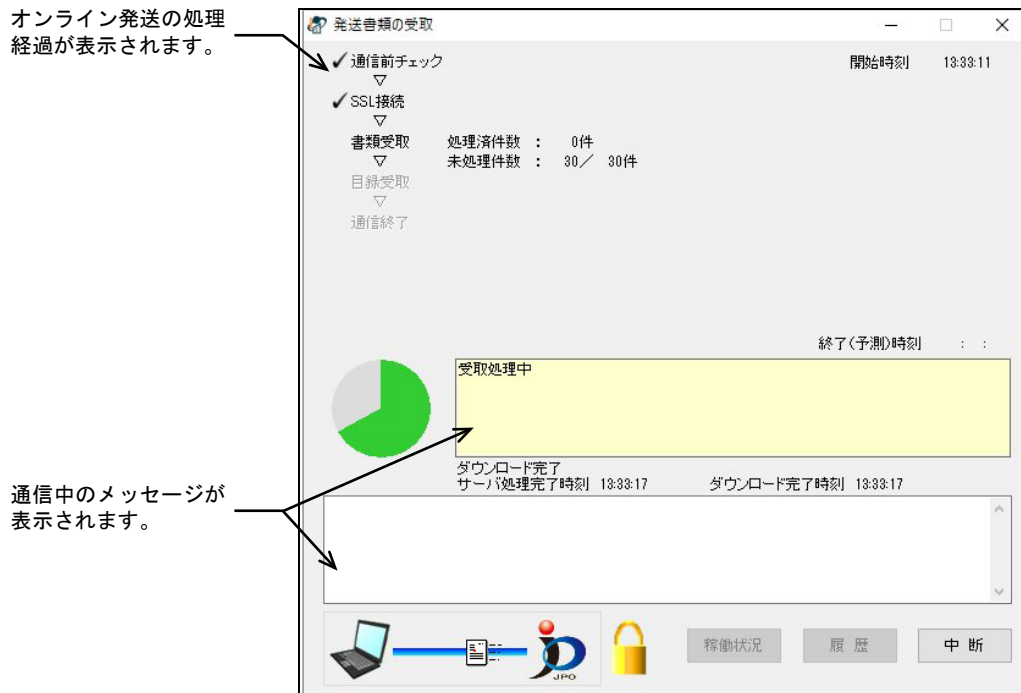 オンライン発送の処理
経過が表示されます。
発送書類の受取
通信前チェック
開始時刻 13:33:11
▽
SSL接続
▽
書類受取 処理済件数 : 0件
▽ 未処理件数 : 30/ 30件
目録受取
▽
通信終了
終了(予測)時刻 : :
受取処理中
ダウンロード完了
サーバ処理完了時刻 13:33:17 ダウンロード完了時刻 13:33:17
通信中のメッセージが
表示されます。
JPO
稼働状況 履 歴 中 断